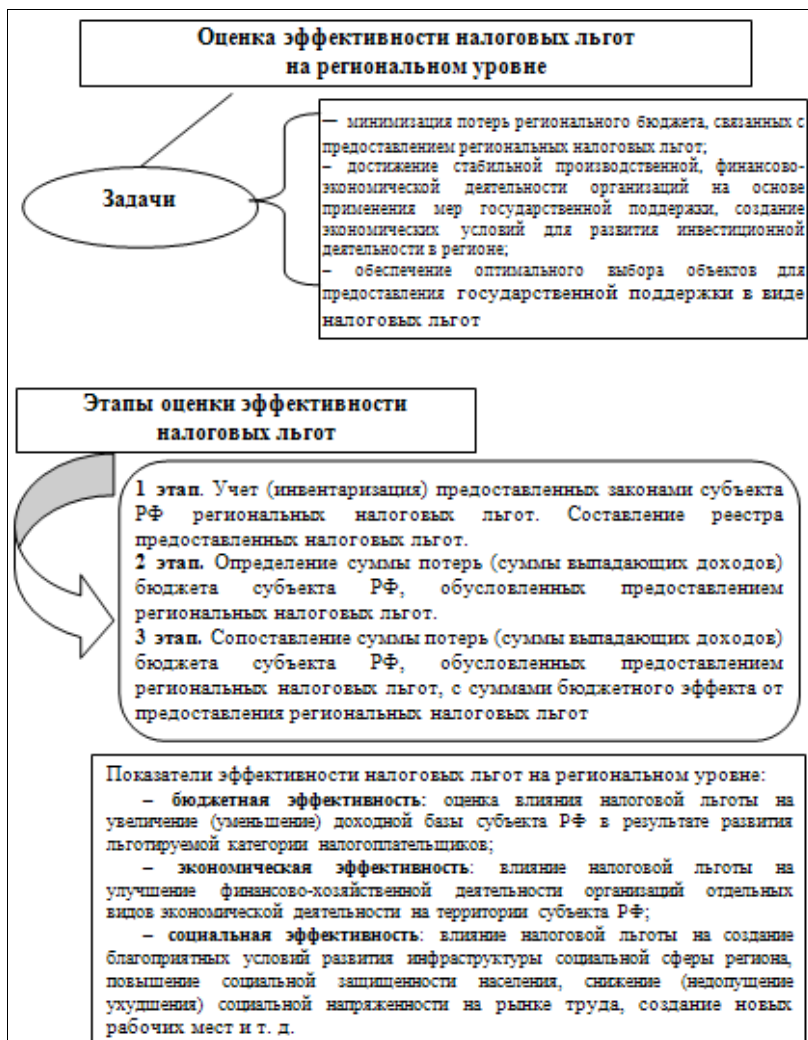 Оценка эффективности налоговых льгот
на региональном уровне
Задачи
— минимизация потерь регионального бюджета, связанных с
предоставлением региональных налоговых льгот;
– достижение стабильной производственной, финансово-
экономической деятельности организаций на основе
применения мер государственной поддержки, создание
экономических условий для развития инвестиционной
деятельности в регионе;
– обеспечение оптимального выбора объектов для
предоставления государственной поддержки в виде
налоговых льгот
Этапы оценки эффективности
налоговых льгот
1 этап. Учет (инвентаризация) предоставленных законами субъекта
РФ региональных налоговых льгот. Составление реестра
предоставленных налоговых льгот.
2 этап. Определение суммы потерь (суммы выпадающих доходов)
бюджета субъекта РФ, обусловленных предоставлением
региональных налоговых льгот.
3 этап. Сопоставление суммы потерь (суммы выпадающих доходов)
бюджета субъекта РФ, обусловленных предоставлением
региональных налоговых льгот, с суммами бюджетного эффекта от
предоставления региональных налоговых льгот
Показатели эффективности налоговых льгот на региональном уровне:
– бюджетная эффективность: оценка влияния налоговой льготы на
увеличение (уменьшение) доходной базы субъекта РФ в результате развития
льготируемой категории налогоплательщиков;
– экономическая эффективность: влияние налоговой льготы на
улучшение финансово-хозяйственной деятельности организаций отдельных
видов экономической деятельности на территории субъекта РФ;
– социальная эффективность: влияние налоговой льготы на создание
благоприятных условий развития инфраструктуры социальной сферы региона,
повышение социальной защищенности населения, снижение (недопущение
ухудшения) социальной напряженности на рынке труда, создание новых
рабочих мест и т. д.